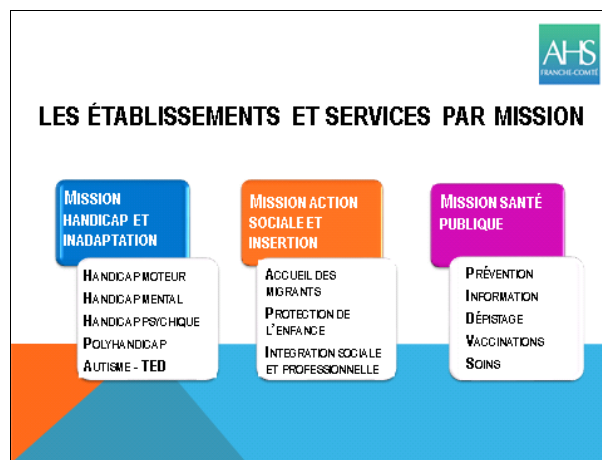 AHS
FRANCHE-COMTÉ
LES ÉTABLISSEMENTS ET SERVICES PAR MISSION
MISSION
HANDICAP ET
INADAPTATION
HANDICAP MOTEUR
HANDICAP MENTAL
HANDICAP PSYCHIQUE
POLYHANDICAP
AUTISME - TED
MISSION ACTION
SOCIALE ET
INSERTION
ACCUEIL DES
MIGRANTS
PROTECTION DE
L'ENFANCE
INTEGRATION SOCIALE
ET PROFESSIONNELLE
MISSION SANTÉ
PUBLIQUE
PRÉVENTION
INFORMATION
DÉPISTAGE
VACCINATIONS
SOINS